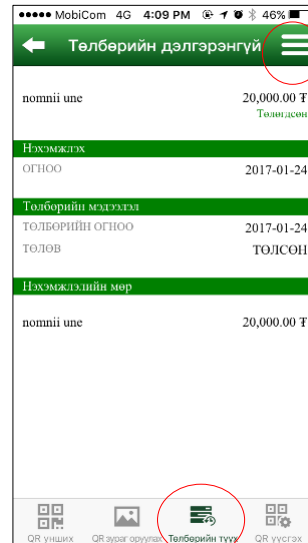 MobiCom 4G 4:09 PM 46%
Төлбөрийн дэлгэрэнгүй
nomnii une 20,000.00 ₮
Төлөгдсөн
Нэхэмжлэх
ОГНОО 2017-01-24
Төлбөрийн мэдээлэл
ТӨЛБӨРИЙН ОГНОО 2017-01-24
ТӨЛӨВ ТӨЛСӨН
Нэхэмжлэлийн мөр
nomnii une 20,000.00 ₮
QR унших QR зураг оруулах Төлбөрийн түүх QR үүсгэх